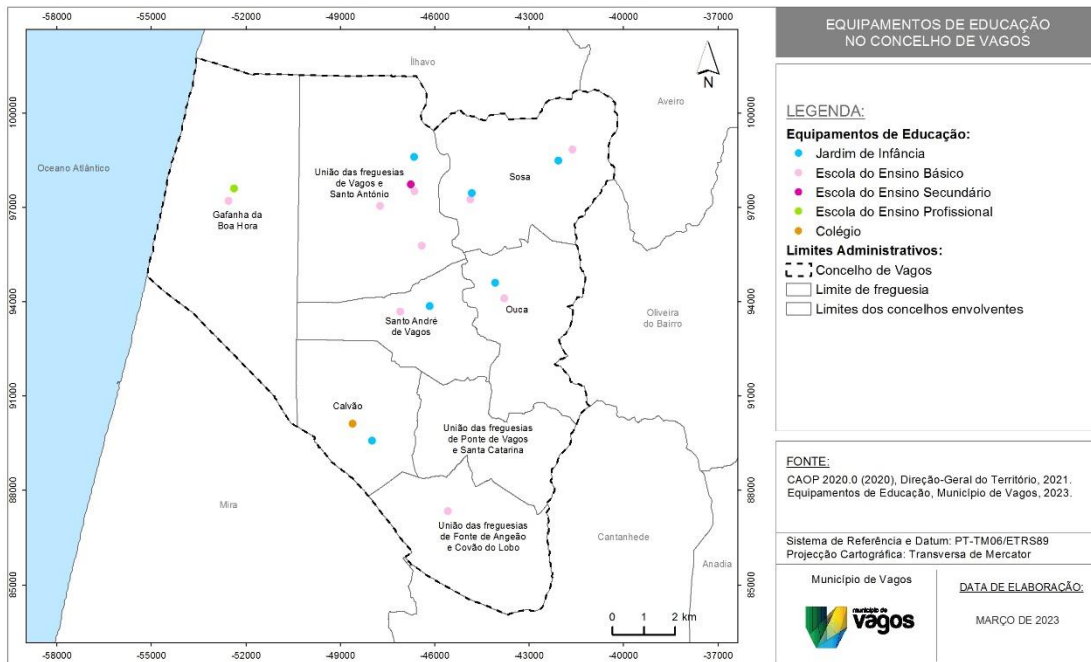 -58000 -55000 -52000 -49000 -46000 -43000 -40000 -37000
EQUIPAMENTOS DE EDUCAÇÃO
NO CONCELHO DE VAGOS
Ílhavo
N
Aveiro
100000
100000
Oceano Atlântico
União das freguesias
de Vagos e
Santo António
Sosa
97000
97000
Gafanha da
Boa Hora
94000
94000
Santo André
de Vagos
Ouca
Oliveira
do Bairro
91000
91000
Calvão
União das freguesias
de Ponte de Vagos
e Santa Catarina
88000
88000
Mira
União das freguesias
de Fonte de Angeão
e Covão do Lobo
Cantanhede
Anadia
85000
85000
0 1 2 km
-58000 -55000 -52000 -49000 -46000 -43000 -40000 -37000
LEGENDA:
Equipamentos de Educação:
Jardim de Infância
Escola do Ensino Básico
Escola do Ensino Secundário
Escola do Ensino Profissional
Colégio
Limites Administrativos:
Concelho de Vagos
Limite de freguesia
Limites dos concelhos envolventes
FONTE:
CAOP 2020.0 (2020), Direção-Geral do Território, 2021.
Equipamentos de Educação, Município de Vagos, 2023.
Sistema de Referência e Datum: PT-TM06/ETRS89
Projecção Cartográfica: Transversa de Mercator
Município de Vagos
município de
vagos
DATA DE ELABORAÇÃO:
MARÇO DE 2023